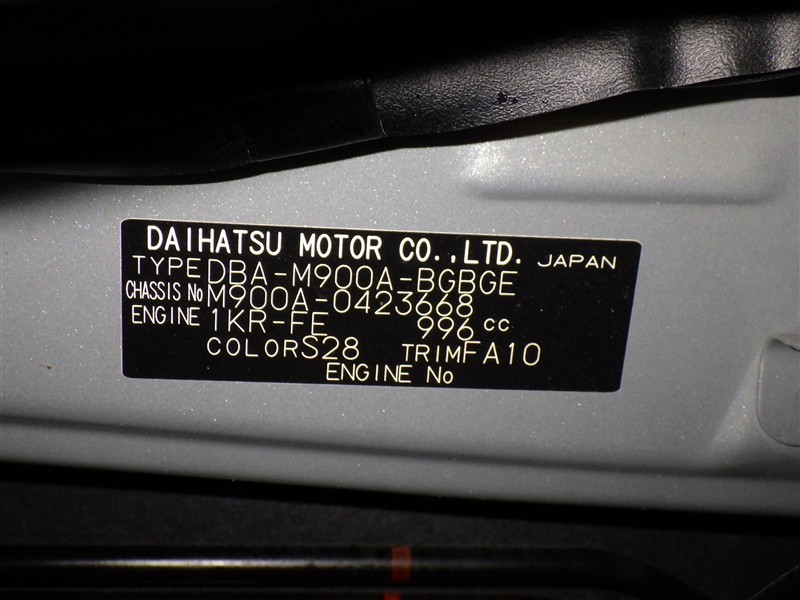 DAIHATSU MOTOR CO.,LTD. JAPAN
TYPE DBA-M900A-BGBGE
CHASSIS No M900A-0423668
ENGINE 1KR-FE 996 cc
COLOR S28 TRIM FA10
ENGINE No